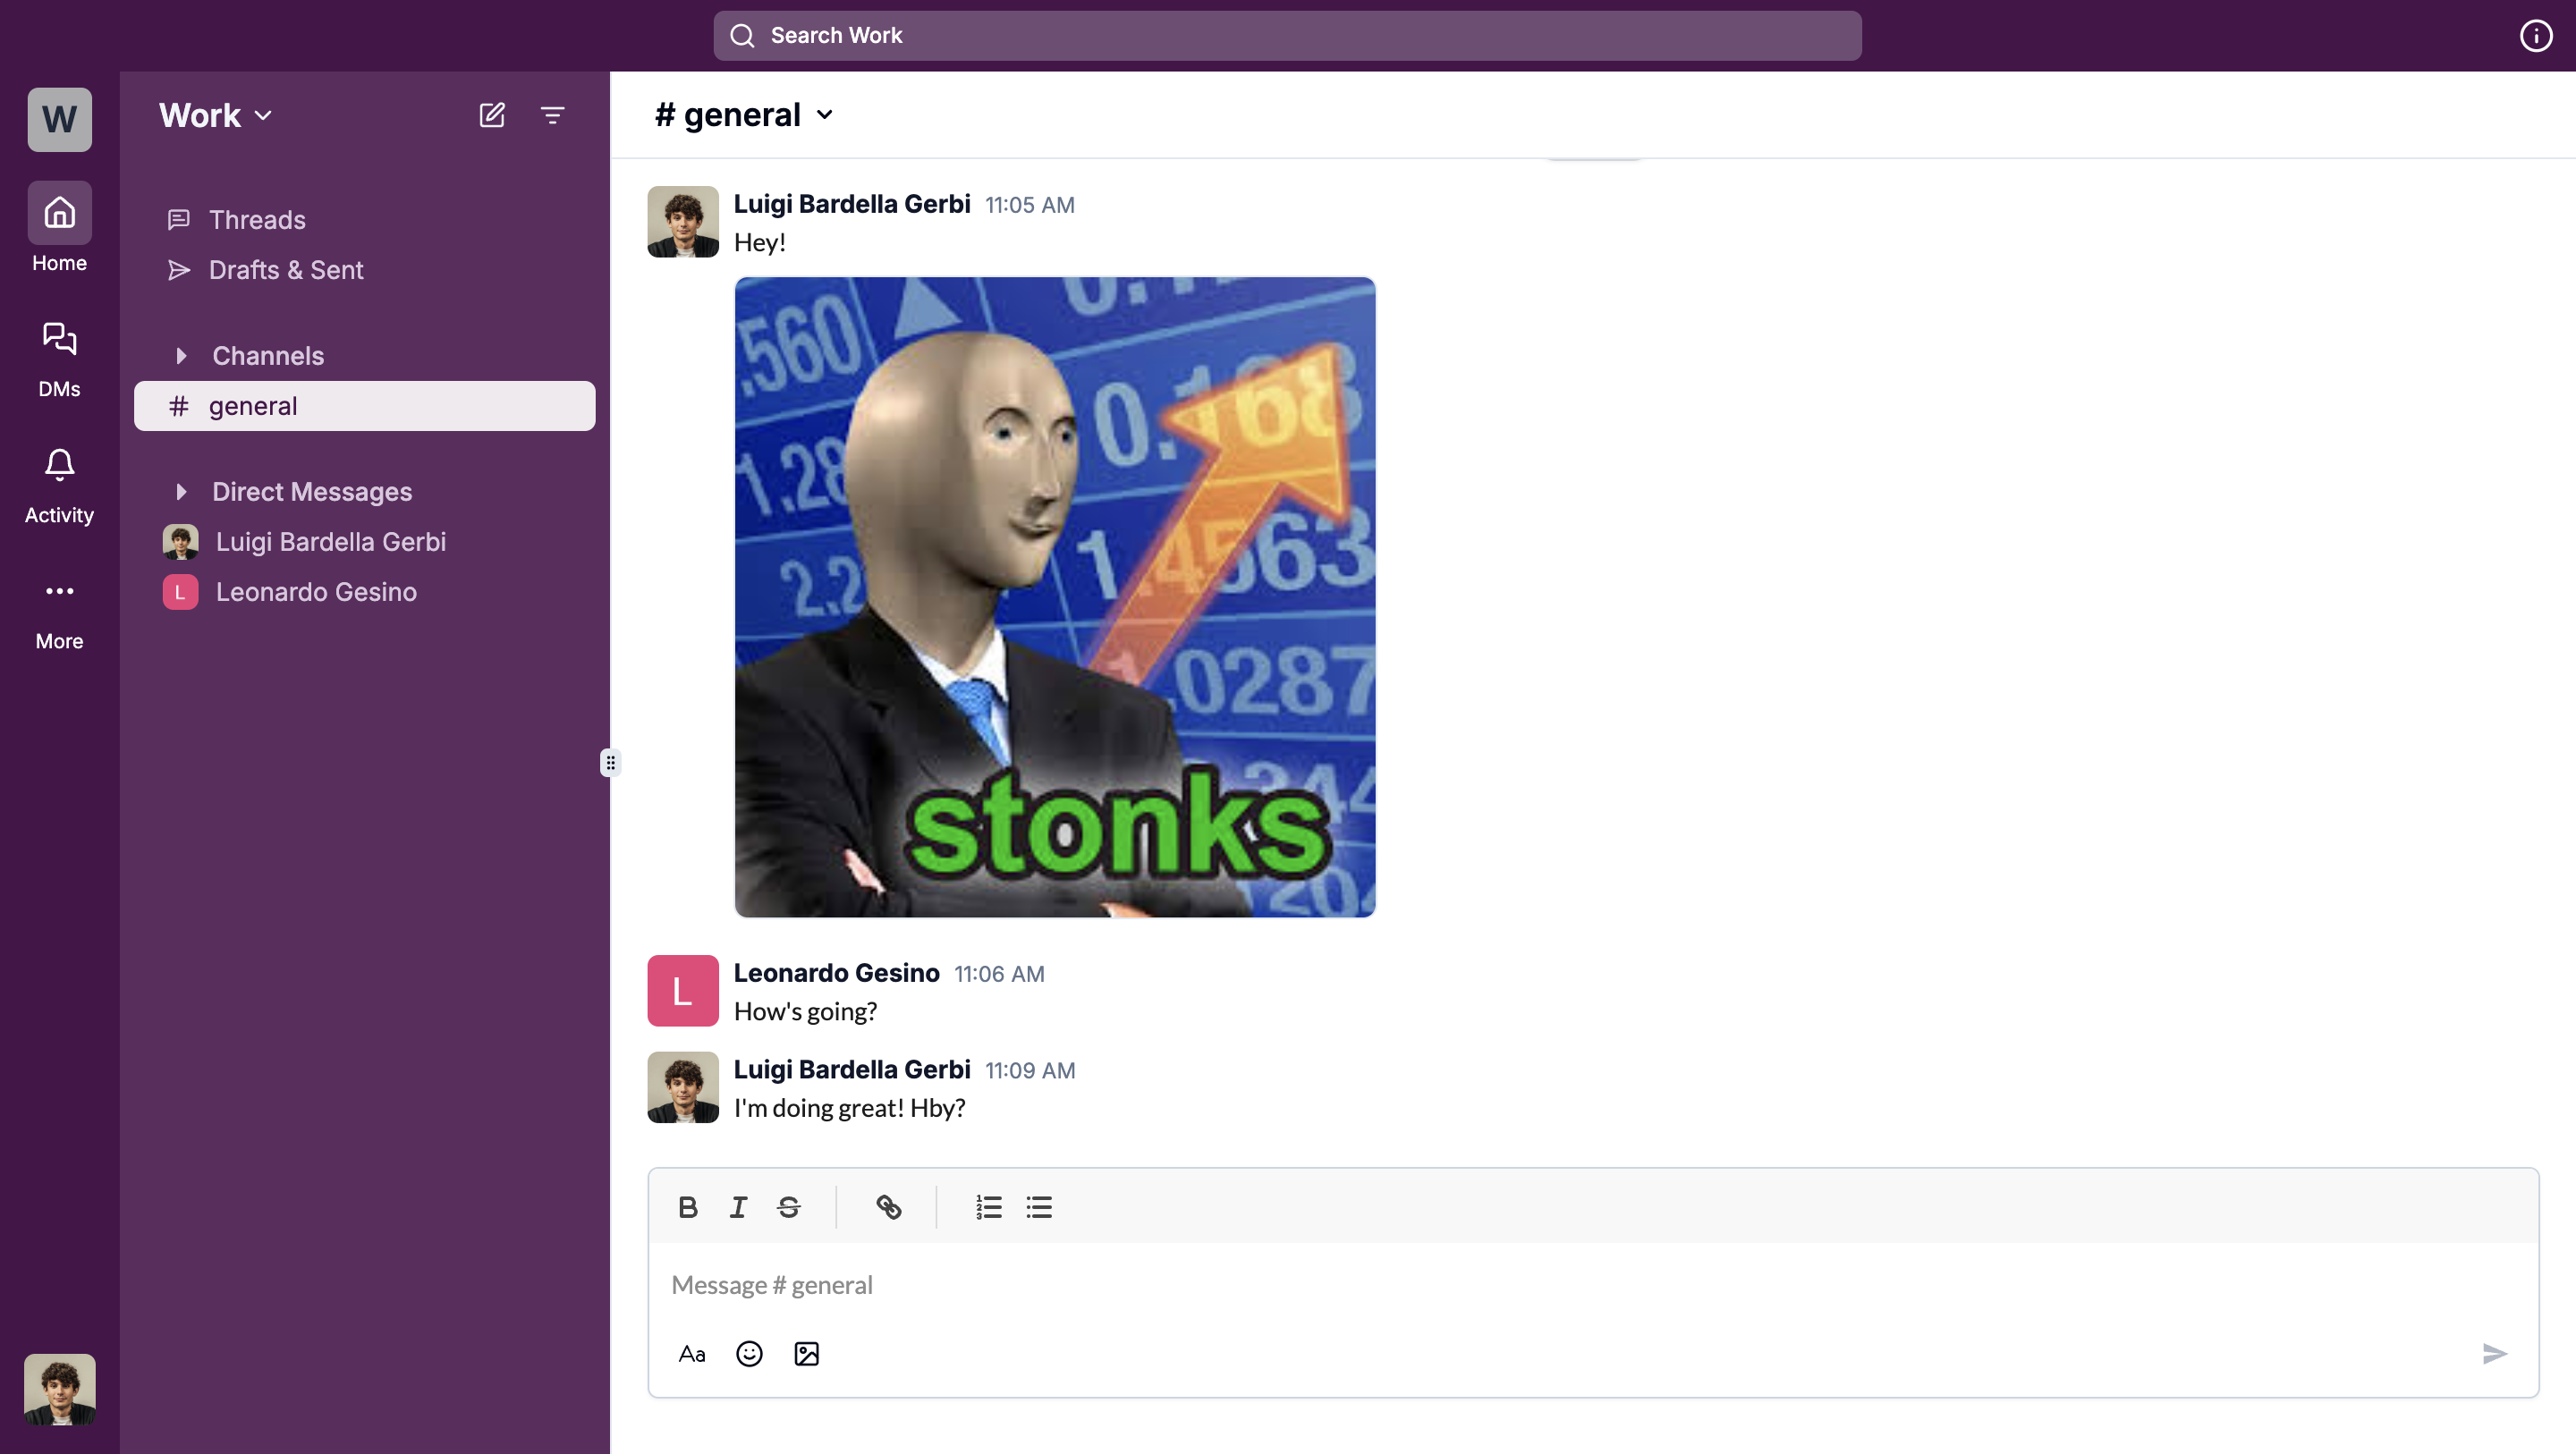 Search Work
W
Work
# general
Home
Threads
Drafts & Sent
DMs
Channels
# general
Activity
Direct Messages
Luigi Bardella Gerbi
L Leonardo Gesino
More
Luigi Bardella Gerbi 11:05 AM
Hey!
.560
0.168
1.28
1.4563
2.2
.0287
stonks
L
Leonardo Gesino 11:06 AM
How's going?
Luigi Bardella Gerbi 11:09 AM
I'm doing great! Hby?
B I S
Message # general
Aa